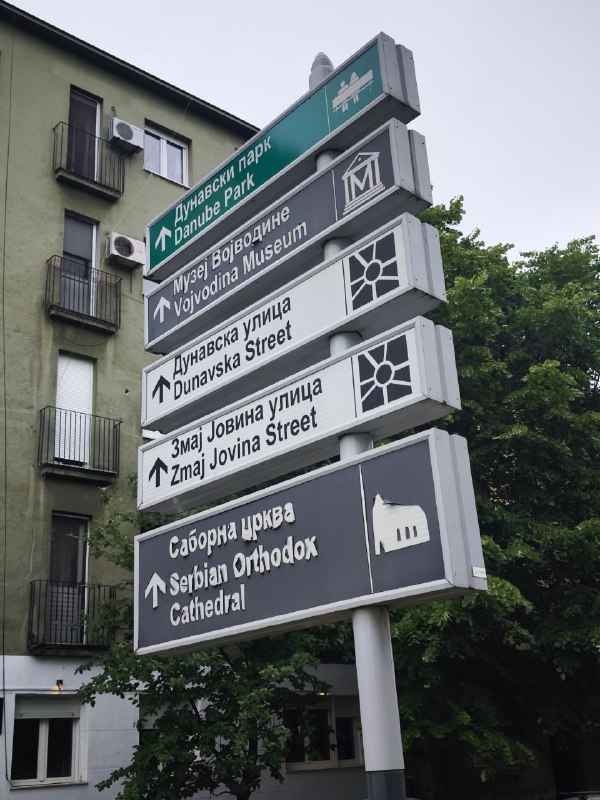 Дунавски парк
Danube Park
Музеј Војводине
Vojvodina Museum
M
Дунавска улица
Dunavska Street
Змај Јовина улица
Zmaj Jovina Street
Саборна црква
Serbian Orthodox
Cathedral